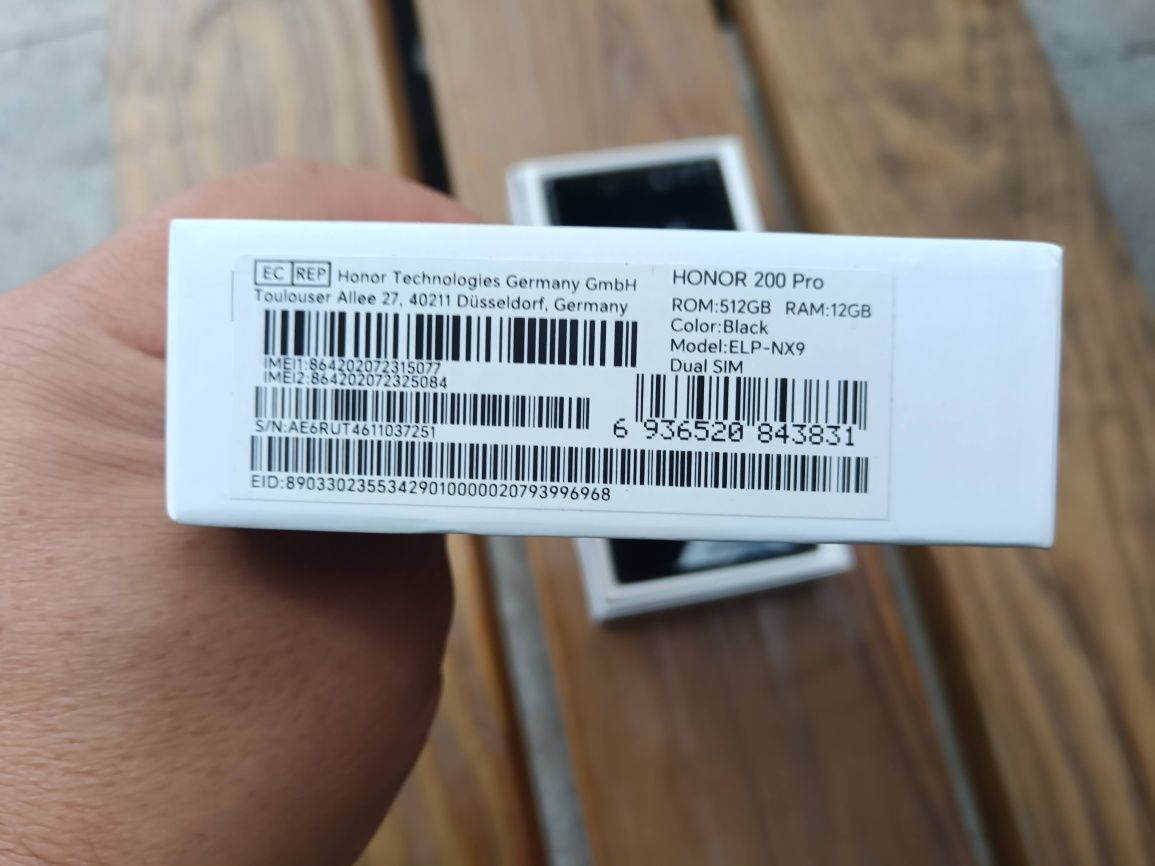 EC REP Honor Technologies Germany GmbH
Toulouser Allee 27, 40211 Düsseldorf, Germany
IMEI1:864202072315077
IMEI2:864202072325084
S/N:AE6RUT4611037251
EID:89033023553429010000020793996968
HONOR 200 Pro
ROM:512GB RAM:12GB
Color:Black
Model:ELP-NX9
Dual SIM
6 936520 843831